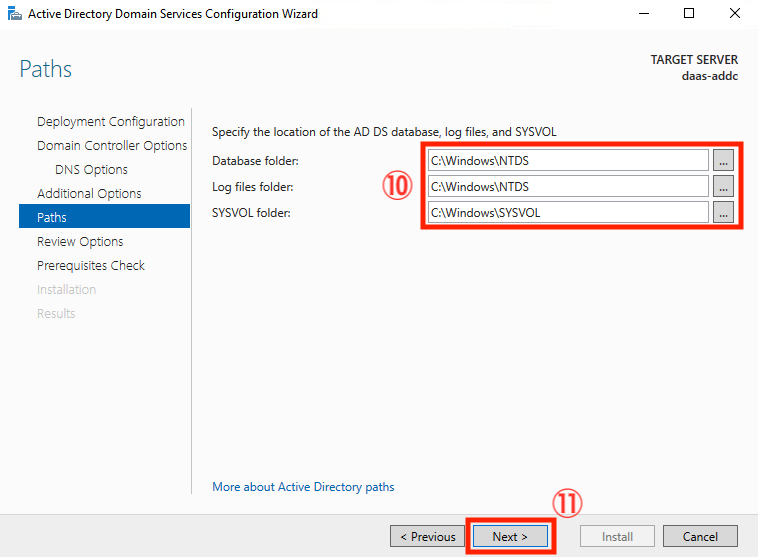 Active Directory Domain Services Configuration Wizard
Paths
TARGET SERVER
daas-addc
Deployment Configuration
Domain Controller Options
DNS Options
Additional Options
Paths
Review Options
Prerequisites Check
Installation
Results
Specify the location of the AD DS database, log files, and SYSVOL
Database folder: C:\Windows\NTDS ...
⑩ Log files folder: C:\Windows\NTDS ...
SYSVOL folder: C:\Windows\SYSVOL ...
More about Active Directory paths
⑪
< Previous Next > Install Cancel